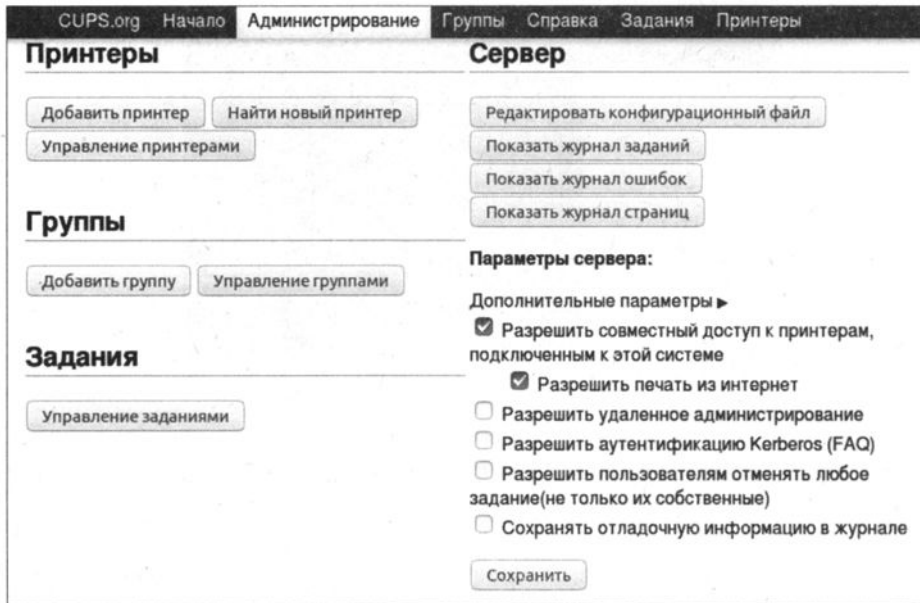 CUPS.org Начало Администрирование Группы Справка Задания Принтеры
Принтеры
Добавить принтер Найти новый принтер
Управление принтерами
Группы
Добавить группу Управление группами
Задания
Управление заданиями
Сервер
Редактировать конфигурационный файл
Показать журнал заданий
Показать журнал ошибок
Показать журнал страниц
Параметры сервера:
Дополнительные параметры ▶
Разрешить совместный доступ к принтерам,
подключенным к этой системе
Разрешить печать из интернет
Разрешить удаленное администрирование
Разрешить аутентификацию Kerberos (FAQ)
Разрешить пользователям отменять любое
задание(не только их собственные)
Сохранять отладочную информацию в журнале
Сохранить